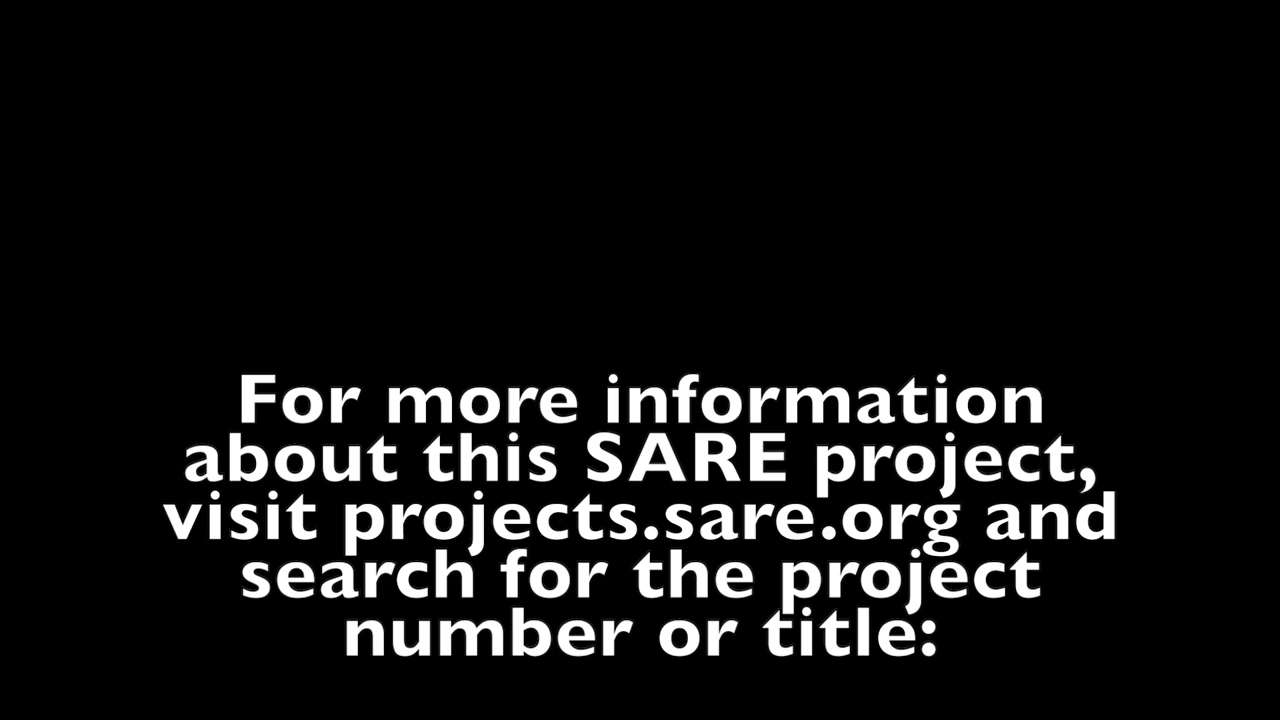 For more information
about this SARE project,
visit projects.sare.org and
search for the project
number or title: